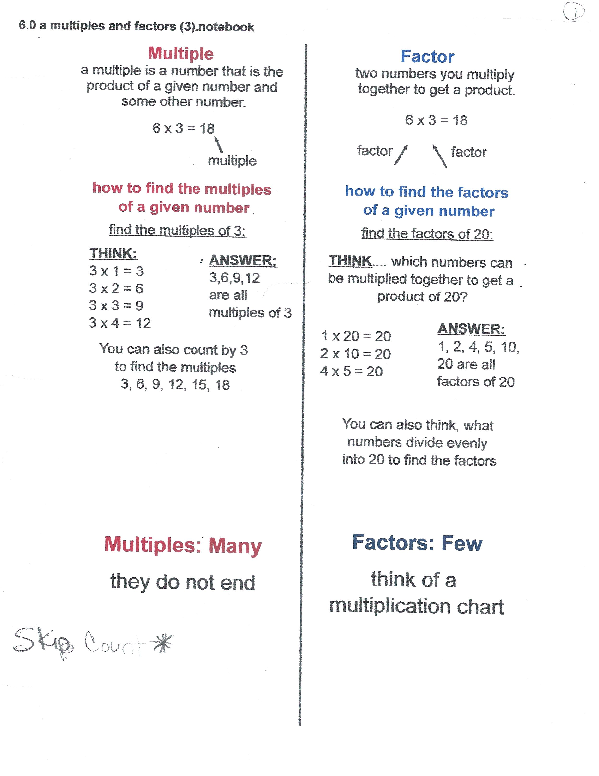 6.0 a multiples and factors (3).notebook
Multiple
a multiple is a number that is the
product of a given number and
some other number.
6 x 3 = 18
multiple
how to find the multiples
of a given number
find the multiples of 3:
THINK:
3 x 1 = 3
3 x 2 = 6
3 x 3 = 9
3 x 4 = 12
ANSWER:
3,6,9,12
are all
multiples of 3
You can also count by 3
to find the multiples
3, 6, 9, 12, 15, 18
Multiples: Many
they do not end
Skip Count*
Factor
two numbers you multiply
together to get a product.
6 x 3 = 18
factor
factor
how to find the factors
of a given number
find the factors of 20:
THINK.... which numbers can
be multiplied together to get a
product of 20?
1 x 20 = 20
2 x 10 = 20
4 x 5 = 20
ANSWER:
1, 2, 4, 5, 10,
20 are all
factors of 20
You can also think, what
numbers divide evenly
into 20 to find the factors
Factors: Few
think of a
multiplication chart